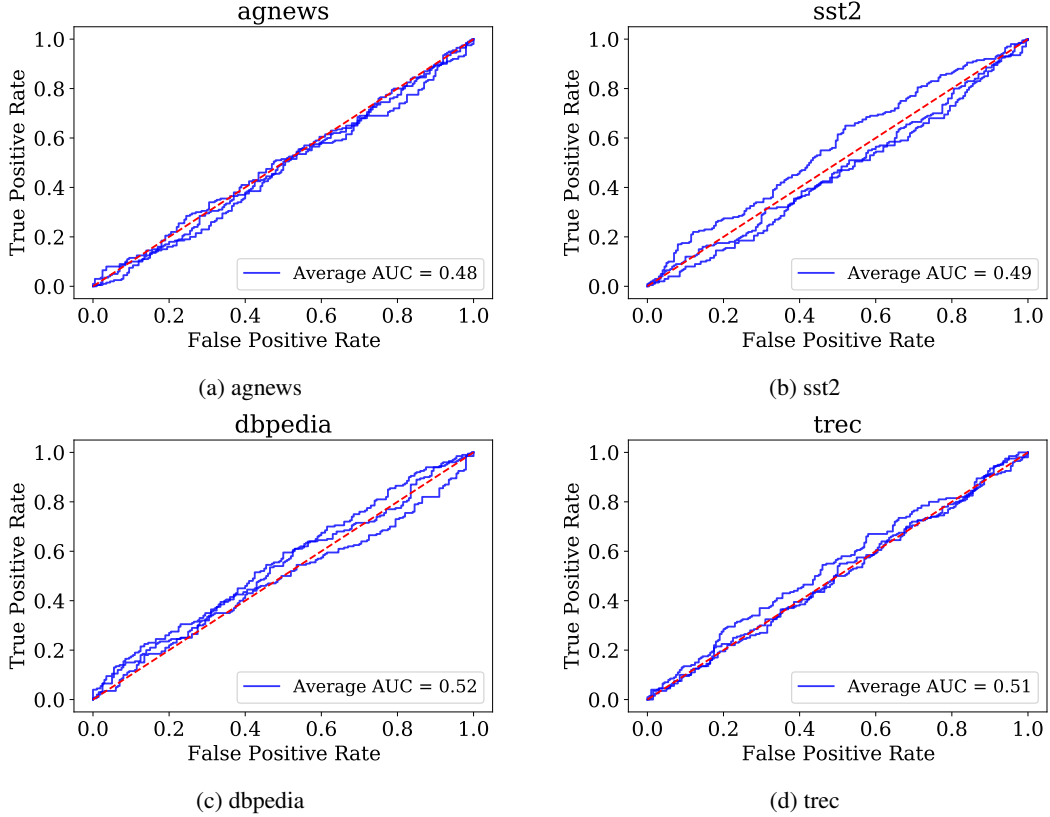 agnews
True Positive Rate
1.0
0.8
0.6
0.4
0.2
0.0
Average AUC = 0.48
0.0 0.2 0.4 0.6 0.8 1.0
False Positive Rate
(a) agnews
sst2
True Positive Rate
1.0
0.8
0.6
0.4
0.2
0.0
Average AUC = 0.49
0.0 0.2 0.4 0.6 0.8 1.0
False Positive Rate
(b) sst2
dbpedia
True Positive Rate
1.0
0.8
0.6
0.4
0.2
0.0
Average AUC = 0.52
0.0 0.2 0.4 0.6 0.8 1.0
False Positive Rate
(c) dbpedia
trec
True Positive Rate
1.0
0.8
0.6
0.4
0.2
0.0
Average AUC = 0.51
0.0 0.2 0.4 0.6 0.8 1.0
False Positive Rate
(d) trec